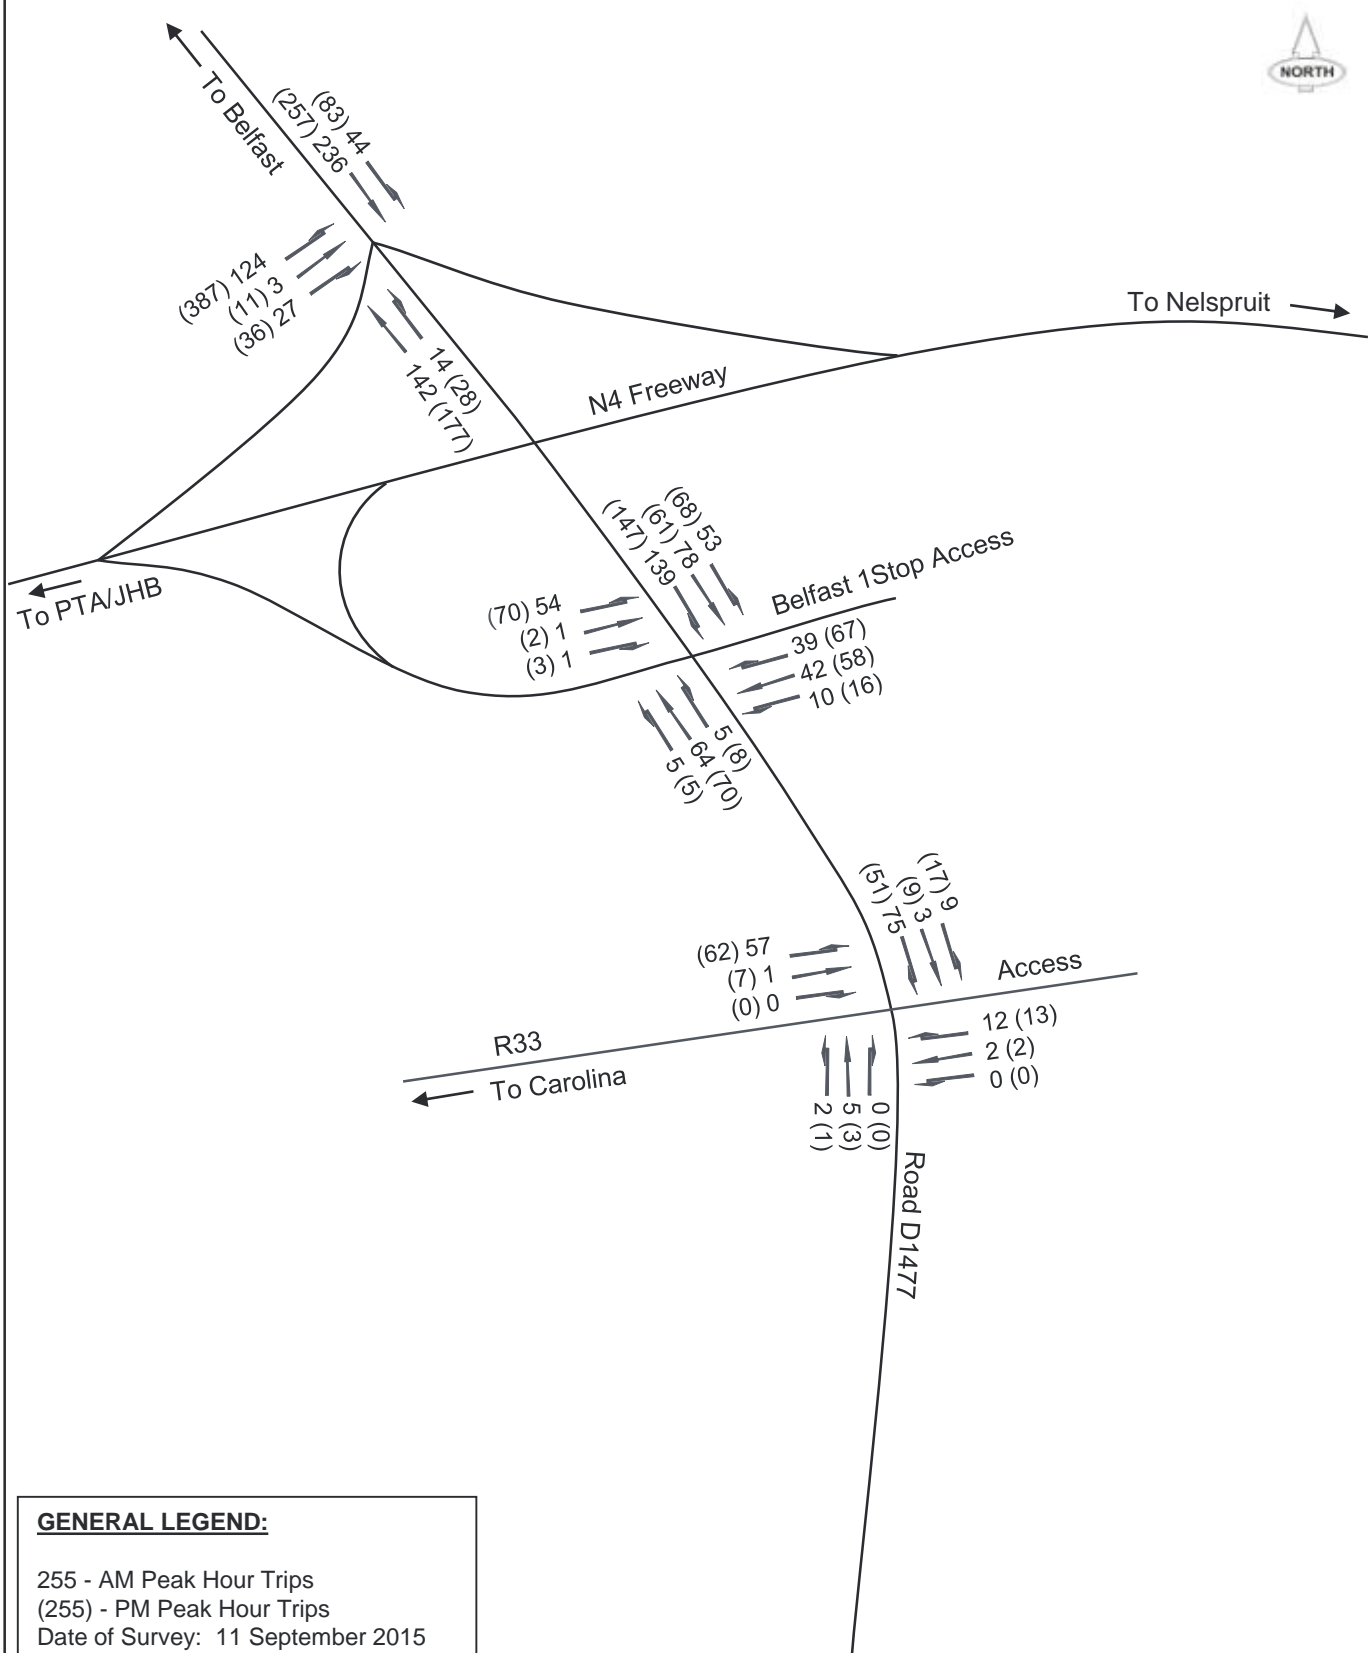 NORTH
To Belfast
(83) 44
(257) 236
(387) 124
(11) 3
(36) 27
14 (28)
142 (177)
To Nelspruit
N4 Freeway
To PTA/JHB
(68) 53
(61) 78
(147) 139
Belfast 1Stop Access
(70) 54
(2) 1
(3) 1
39 (67)
42 (58)
10 (16)
5 (8)
64 (70)
5 (5)
(17) 9
(9) 3
(51) 75
(62) 57
(7) 1
(0) 0
Access
R33
To Carolina
12 (13)
2 (2)
0 (0)
2 (1)
5 (3)
0 (0)
Road D1477
GENERAL LEGEND:
255 - AM Peak Hour Trips
(255) - PM Peak Hour Trips
Date of Survey: 11 September 2015